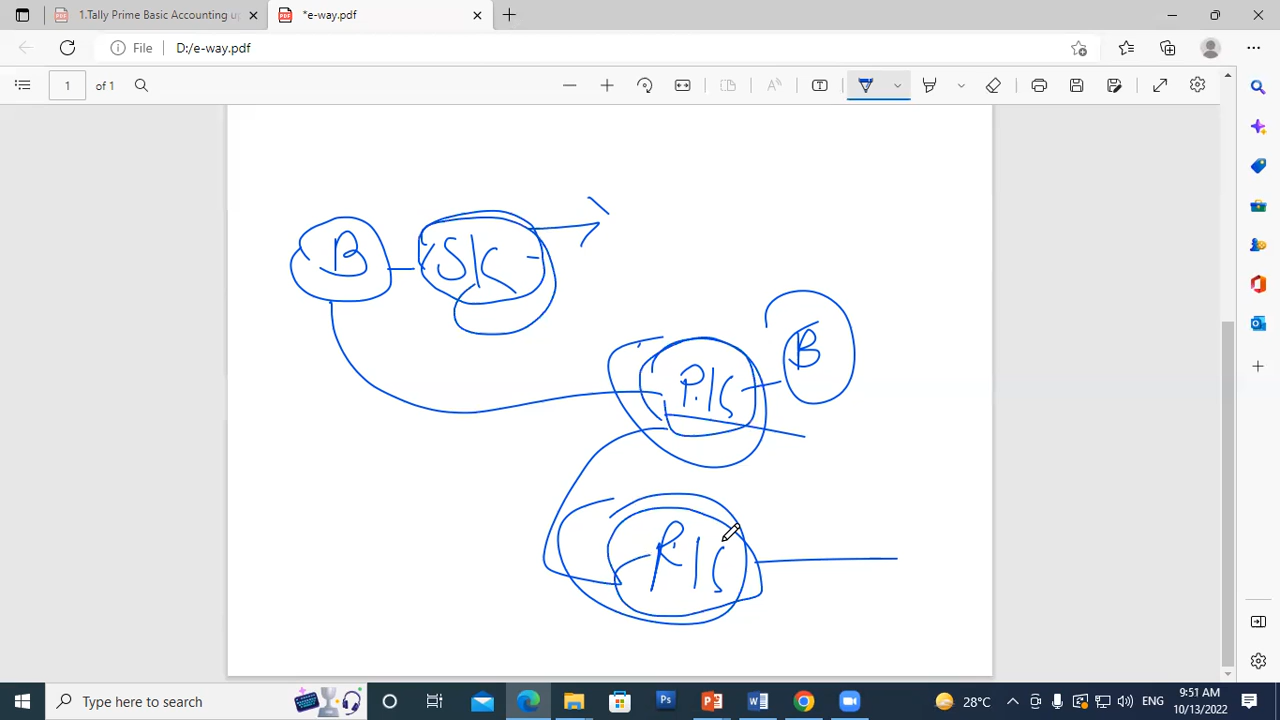 1.Tally Prime Basic Accounting u
*e-way.pdf
File D:/e-way.pdf
1 of 1
B S/C
B
P/C
R/C
Type here to search
Ps
28°C
ENG
9:51 AM
10/13/2022